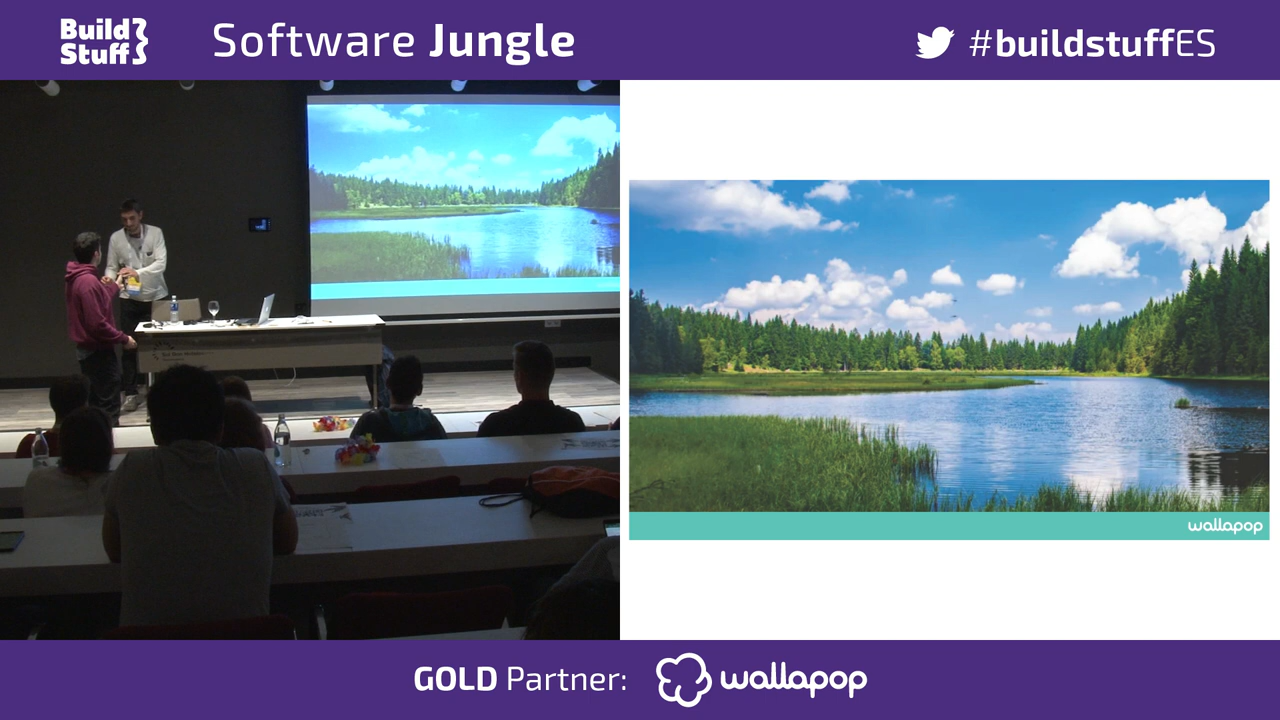 Build
Stuff
Software Jungle
#buildstuffES
wallapop
GOLD Partner:
wallapop